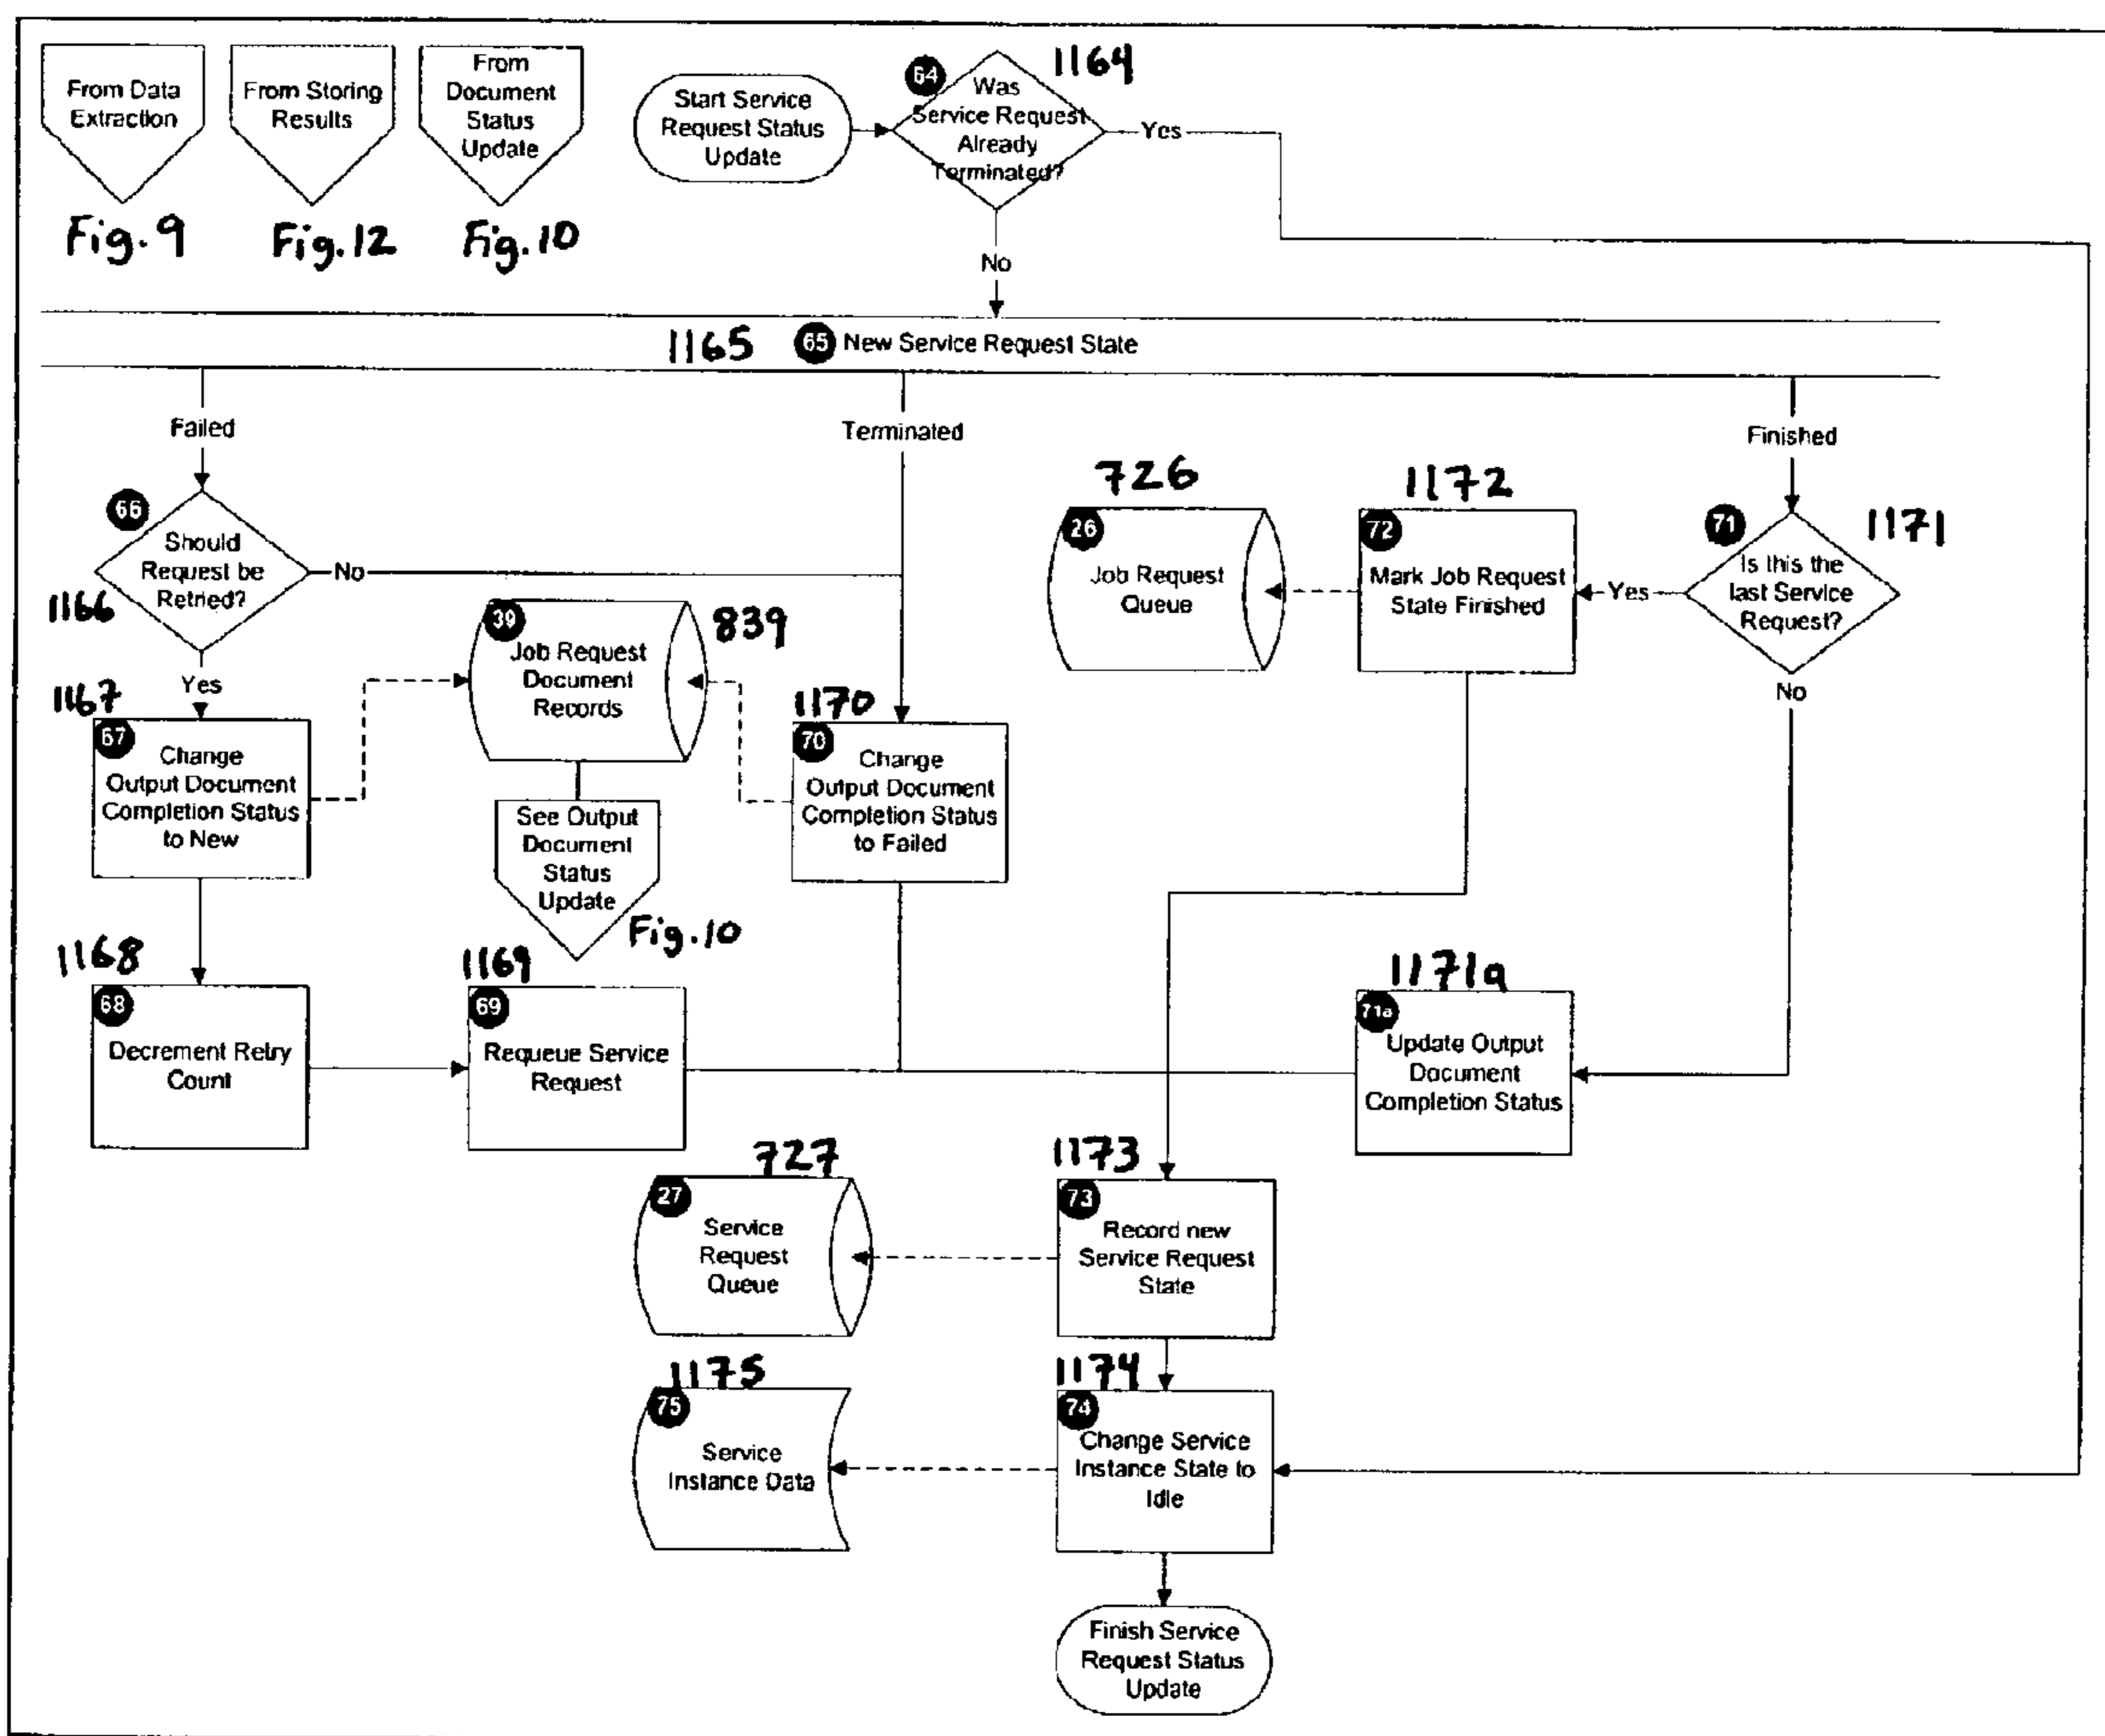 From Data
Extraction
Fig. 9
From Storing
Results
Fig. 12
From
Document
Status
Update
Fig. 10
Start Service
Request Status
Update
64
1164
Was
Service Request
Already
Terminated?
Yes
No
1165
65 New Service Request State
Failed
Terminated
Finished
66
Should
Request be
Retried?
1166
No
Yes
726
26
Job Request
Queue
1172
72
Mark Job Request
State Finished
Yes
71
1171
Is this the
last Service
Request?
No
39
839
Job Request
Document
Records
See Output
Document
Status
Update
Fig. 10
1167
67
Change
Output Document
Completion Status
to New
1170
70
Change
Output Document
Completion Status
to Failed
1168
68
Decrement Retry
Count
1169
69
Requeue Service
Request
1171a
71a
Update Output
Document
Completion Status
727
27
Service
Request
Queue
1173
73
Record new
Service Request
State
1175
75
Service
Instance Data
1174
74
Change Service
Instance State to
Idle
Finish Service
Request Status
Update